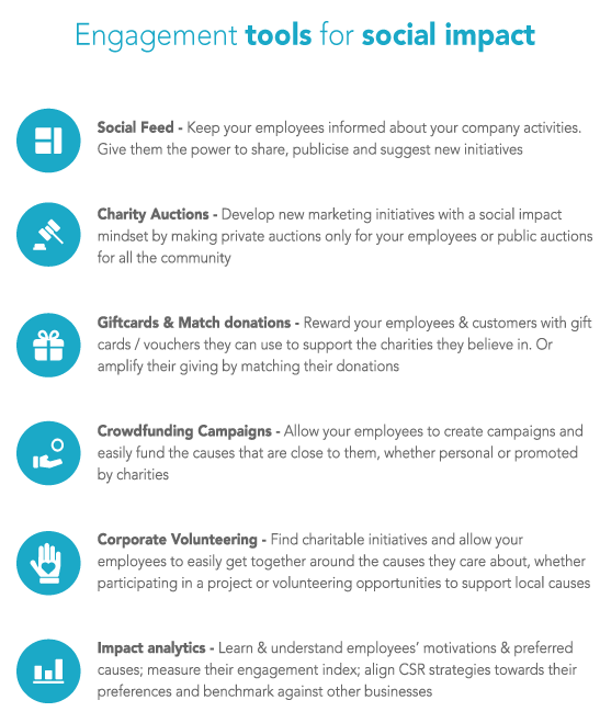 Engagement tools for social impact
Social Feed - Keep your employees informed about your company activities.
Give them the power to share, publicise and suggest new initiatives
Charity Auctions - Develop new marketing initiatives with a social impact
mindset by making private auctions only for your employees or public auctions
for all the community
Giftcards & Match donations - Reward your employees & customers with gift
cards / vouchers they can use to support the charities they believe in. Or
amplify their giving by matching their donations
Crowdfunding Campaigns - Allow your employees to create campaigns and
easily fund the causes that are close to them, whether personal or promoted
by charities
Corporate Volunteering - Find charitable initiatives and allow your
employees to easily get together around the causes they care about, whether
participating in a project or volunteering opportunities to support local causes
Impact analytics - Learn & understand employees’ motivations & preferred
causes; measure their engagement index; align CSR strategies towards their
preferences and benchmark against other businesses